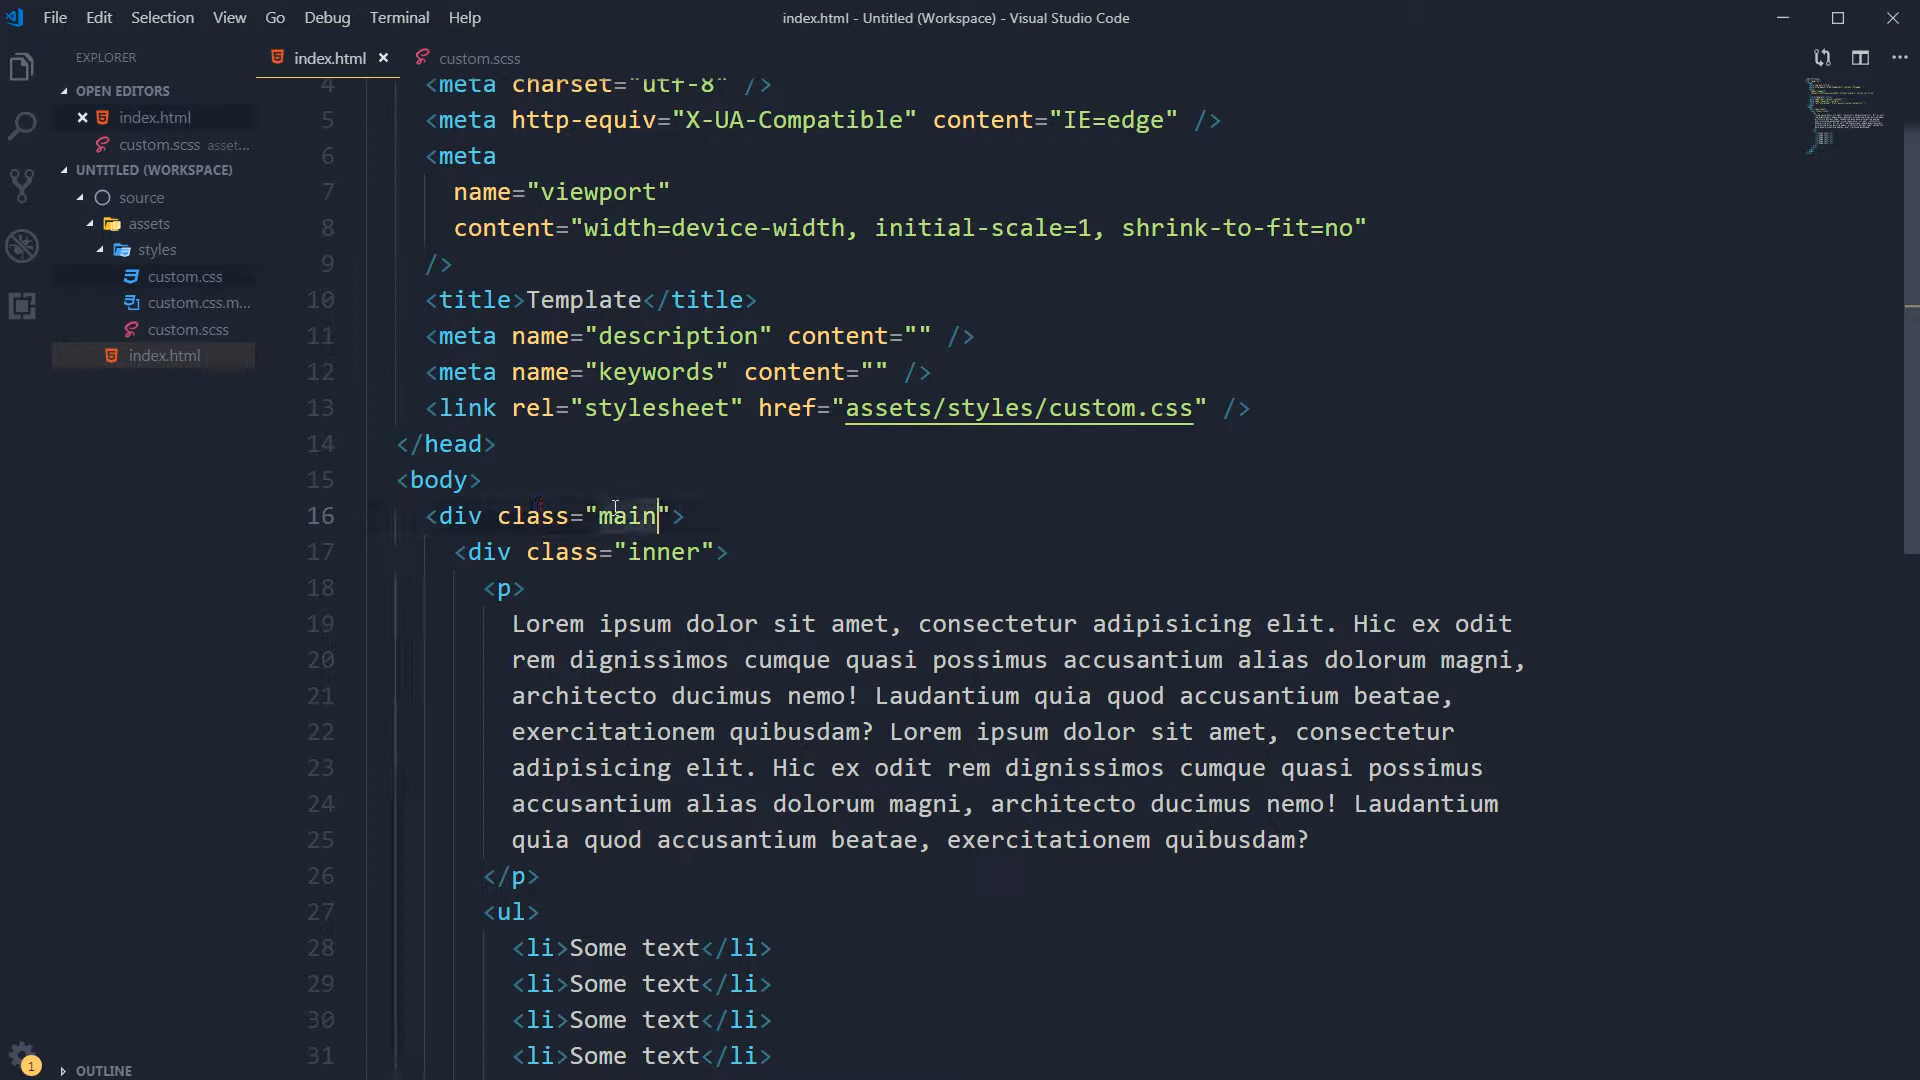 File Edit Selection View Go Debug Terminal Help
index.html - Untitled (Workspace) - Visual Studio Code
EXPLORER
OPEN EDITORS
index.html
custom.scss asset...
UNTITLED (WORKSPACE)
source
assets
styles
custom.css
custom.css.m...
custom.scss
index.html
OUTLINE
1
index.html custom.scss
4 <meta charset="utf-8" />
5 <meta http-equiv="X-UA-Compatible" content="IE=edge" />
6 <meta
7 name="viewport"
8 content="width=device-width, initial-scale=1, shrink-to-fit=no"
9 />
10 <title>Template</title>
11 <meta name="description" content="" />
12 <meta name="keywords" content="" />
13 <link rel="stylesheet" href="assets/styles/custom.css" />
14 </head>
15 <body>
16 <div class="main">
17 <div class="inner">
18 <p>
19 Lorem ipsum dolor sit amet, consectetur adipisicing elit. Hic ex odit
20 rem dignissimos cumque quasi possimus accusantium alias dolorum magni,
21 architecto ducimus nemo! Laudantium quia quod accusantium beatae,
22 exercitationem quibusdam? Lorem ipsum dolor sit amet, consectetur
23 adipisicing elit. Hic ex odit rem dignissimos cumque quasi possimus
24 accusantium alias dolorum magni, architecto ducimus nemo! Laudantium
25 quia quod accusantium beatae, exercitationem quibusdam?
26 </p>
27 <ul>
28 <li>Some text</li>
29 <li>Some text</li>
30 <li>Some text</li>
31 <li>Some text</li>